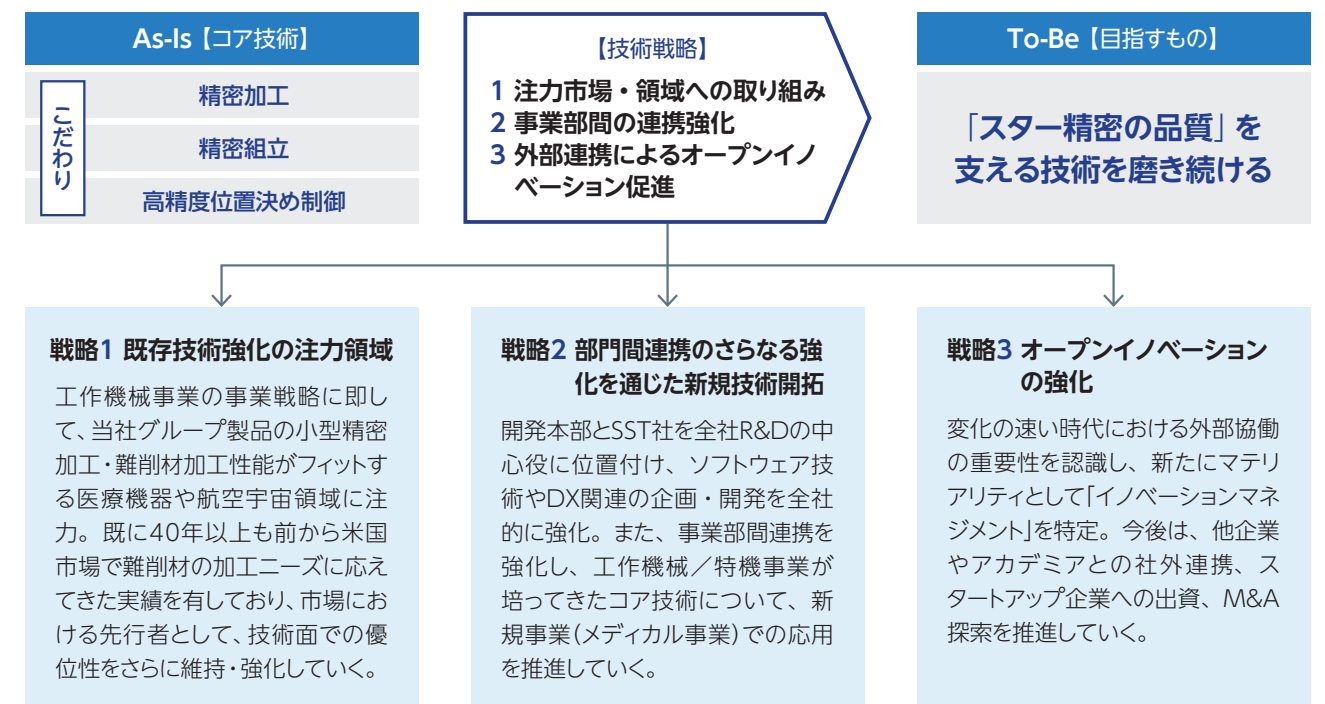 As-Is【コア技術】
こだわり
精密加工
精密組立
高精度位置決め制御
【技術戦略】
1 注力市場・領域への取り組み
2 事業部間の連携強化
3 外部連携によるオープンイノ
ベーション促進
To-Be【目指すもの】
「スター精密の品質」を
支える技術を磨き続ける
戦略1 既存技術強化の注力領域
工作機械事業の事業戦略に即し
て、当社グループ製品の小型精密
加工・難削材加工性能がフィットす
る医療機器や航空宇宙領域に注
力。既に40年以上も前から米国
市場で難削材の加工ニーズに応え
てきた実績を有しており、市場にお
ける先行者として、技術面での優
位性をさらに維持・強化していく。
戦略2 部門間連携のさらなる強
化を通じた新規技術開拓
開発本部とSST社を全社R&Dの中
心役に位置付け、ソフトウェア技
術やDX関連の企画・開発を全社
的に強化。また、事業部間連携を
強化し、工作機械／特機事業が
培ってきたコア技術について、新
規事業(メディカル事業)での応用
を推進していく。
戦略3 オープンイノベーション
の強化
変化の速い時代における外部協働
の重要性を認識し、新たにマテリ
アリティとして「イノベーションマネ
ジメント」を特定。今後は、他企業
やアカデミアとの社外連携、ス
タートアップ企業への出資、M&A
探索を推進していく。